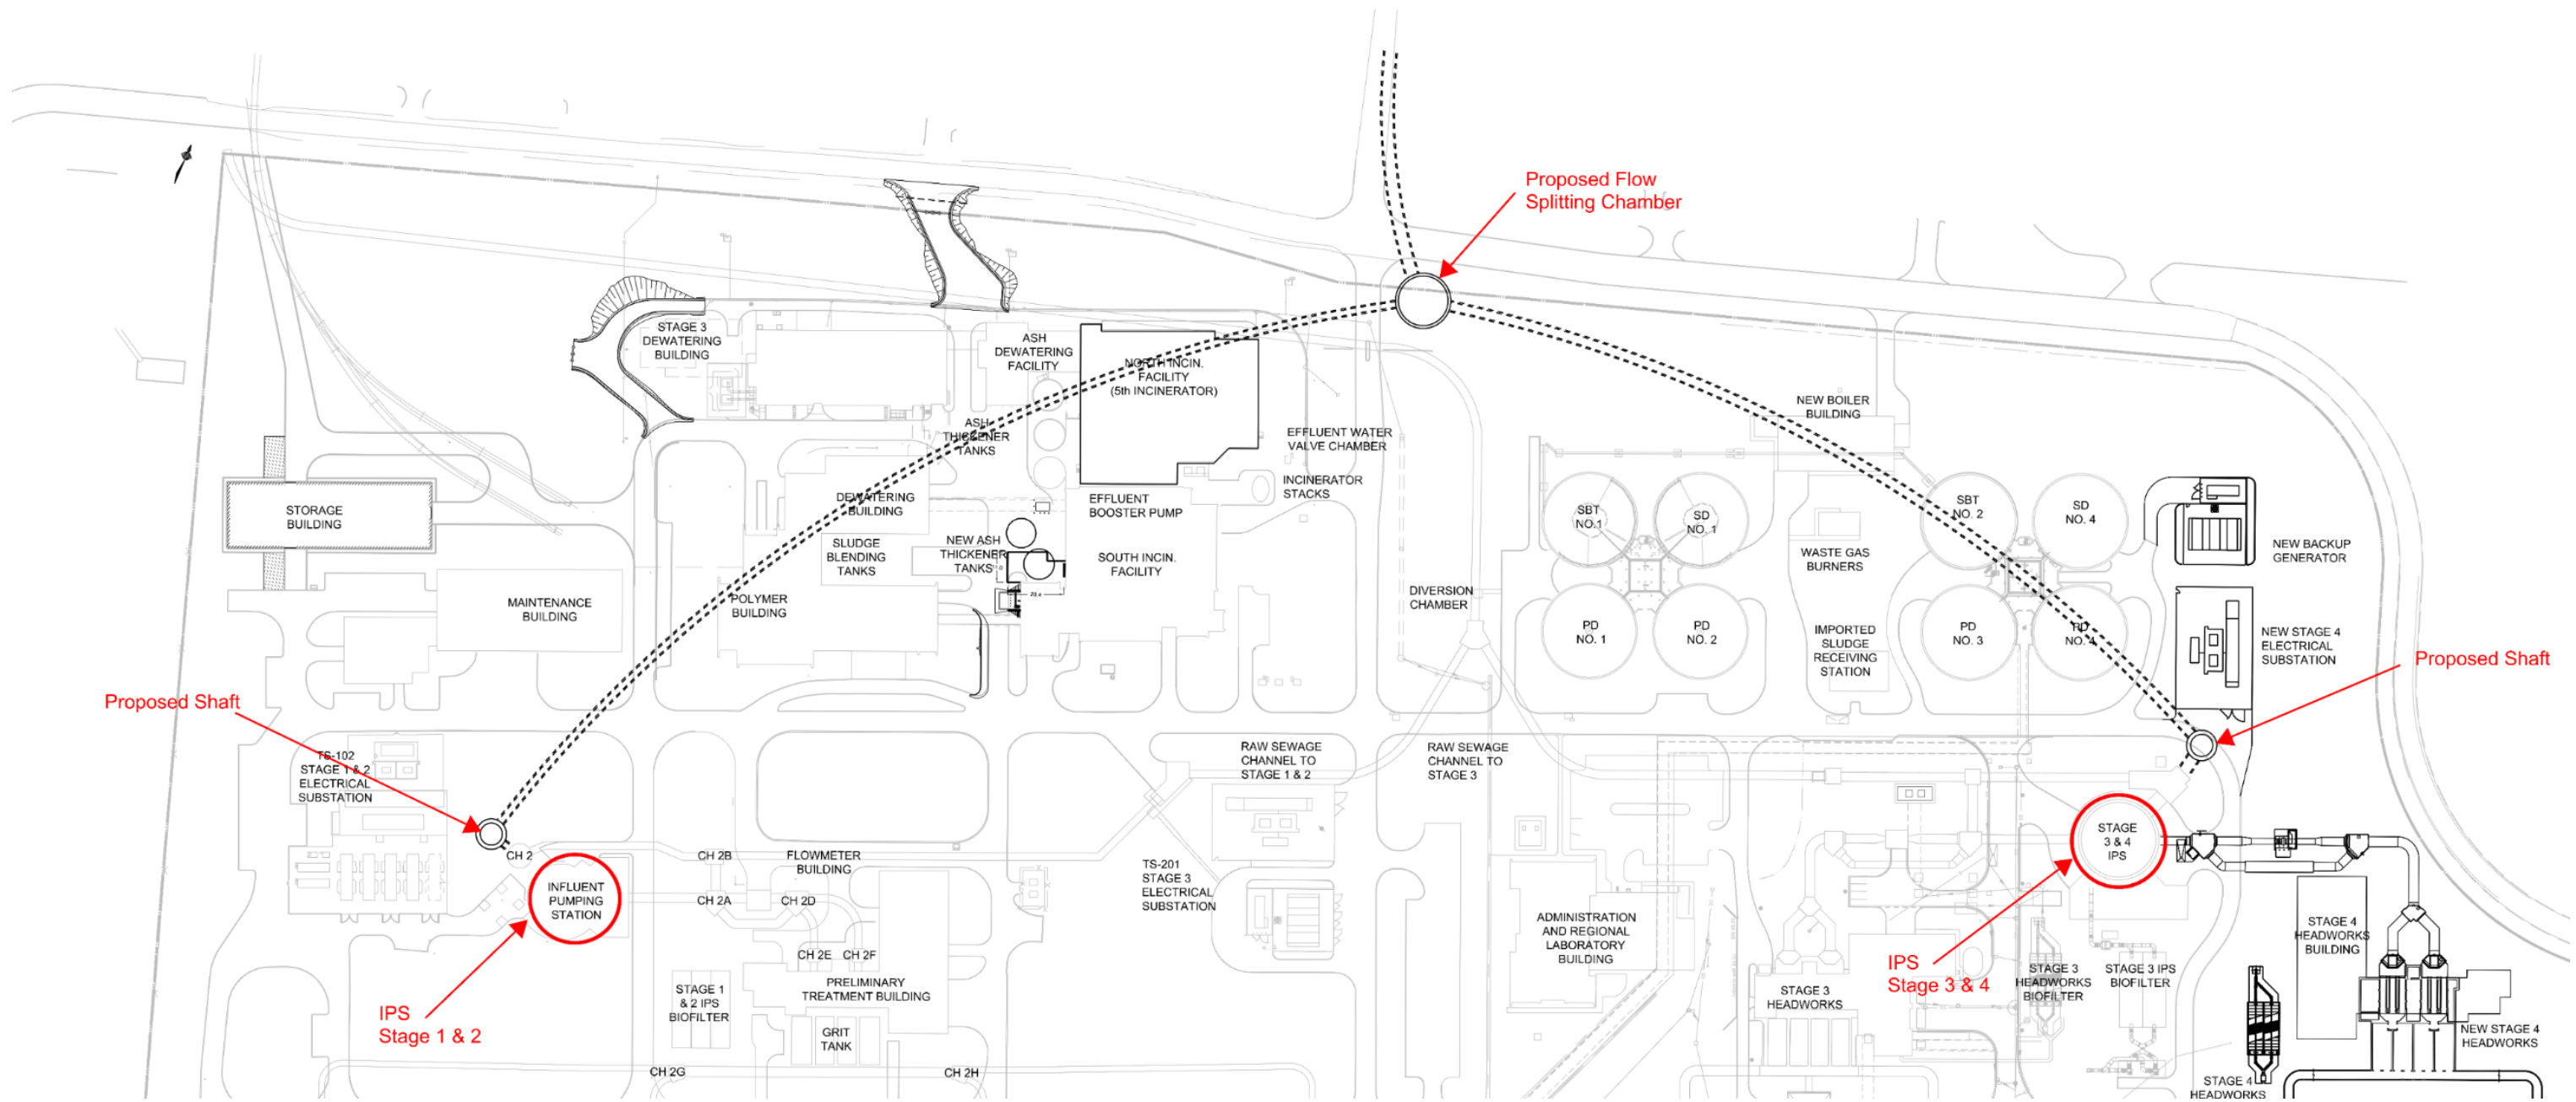 Proposed Flow
Splitting Chamber
STAGE 3
DEWATERING
BUILDING
ASH
DEWATERING
FACILITY
NORTH INCIN.
FACILITY
(5th INCINERATOR)
ASH
THICKENER
TANKS
EFFLUENT WATER
VALVE CHAMBER
INCINERATOR
STACKS
NEW BOILER
BUILDING
STORAGE
BUILDING
DEWATERING
BUILDING
EFFLUENT
BOOSTER PUMP
SBT
NO.1
SD
NO. 1
SBT
NO. 2
SD
NO. 4
SLUDGE
BLENDING
TANKS
NEW ASH
THICKENER
TANKS
SOUTH INCIN.
FACILITY
WASTE GAS
BURNERS
NEW BACKUP
GENERATOR
MAINTENANCE
BUILDING
POLYMER
BUILDING
DIVERSION
CHAMBER
PD
NO. 1
PD
NO. 2
IMPORTED
SLUDGE
RECEIVING
STATION
PD
NO. 3
PD
NO. 4
NEW STAGE 4
ELECTRICAL
SUBSTATION
Proposed Shaft
Proposed Shaft
TS-102
STAGE 1 & 2
ELECTRICAL
SUBSTATION
RAW SEWAGE
CHANNEL TO
STAGE 1 & 2
RAW SEWAGE
CHANNEL TO
STAGE 3
CH 2
CH 2B
FLOWMETER
BUILDING
TS-201
STAGE 3
ELECTRICAL
SUBSTATION
STAGE
3 & 4
IPS
INFLUENT
PUMPING
STATION
CH 2A
CH 2D
ADMINISTRATION
AND REGIONAL
LABORATORY
BUILDING
STAGE 4
HEADWORKS
BUILDING
CH 2E
CH 2F
IPS
Stage 1 & 2
STAGE 1
& 2 IPS
BIOFILTER
PRELIMINARY
TREATMENT BUILDING
GRIT
TANK
STAGE 3
HEADWORKS
IPS
Stage 3 & 4
STAGE 3
HEADWORKS
BIOFILTER
STAGE 3 IPS
BIOFILTER
NEW STAGE 4
HEADWORKS
CH 2G
CH 2H
STAGE 4
HEADWORKS